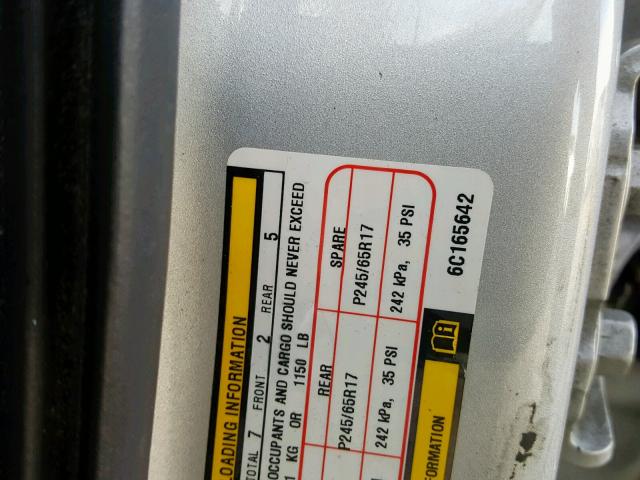 LOADING INFORMATION
TOTAL 7 FRONT 2 REAR 5
OCCUPANTS AND CARGO SHOULD NEVER EXCEED
KG OR 1150 LB
REAR SPARE
P245/65R17 P245/65R17
242 kPa, 35 PSI 242 kPa, 35 PSI
6C165642